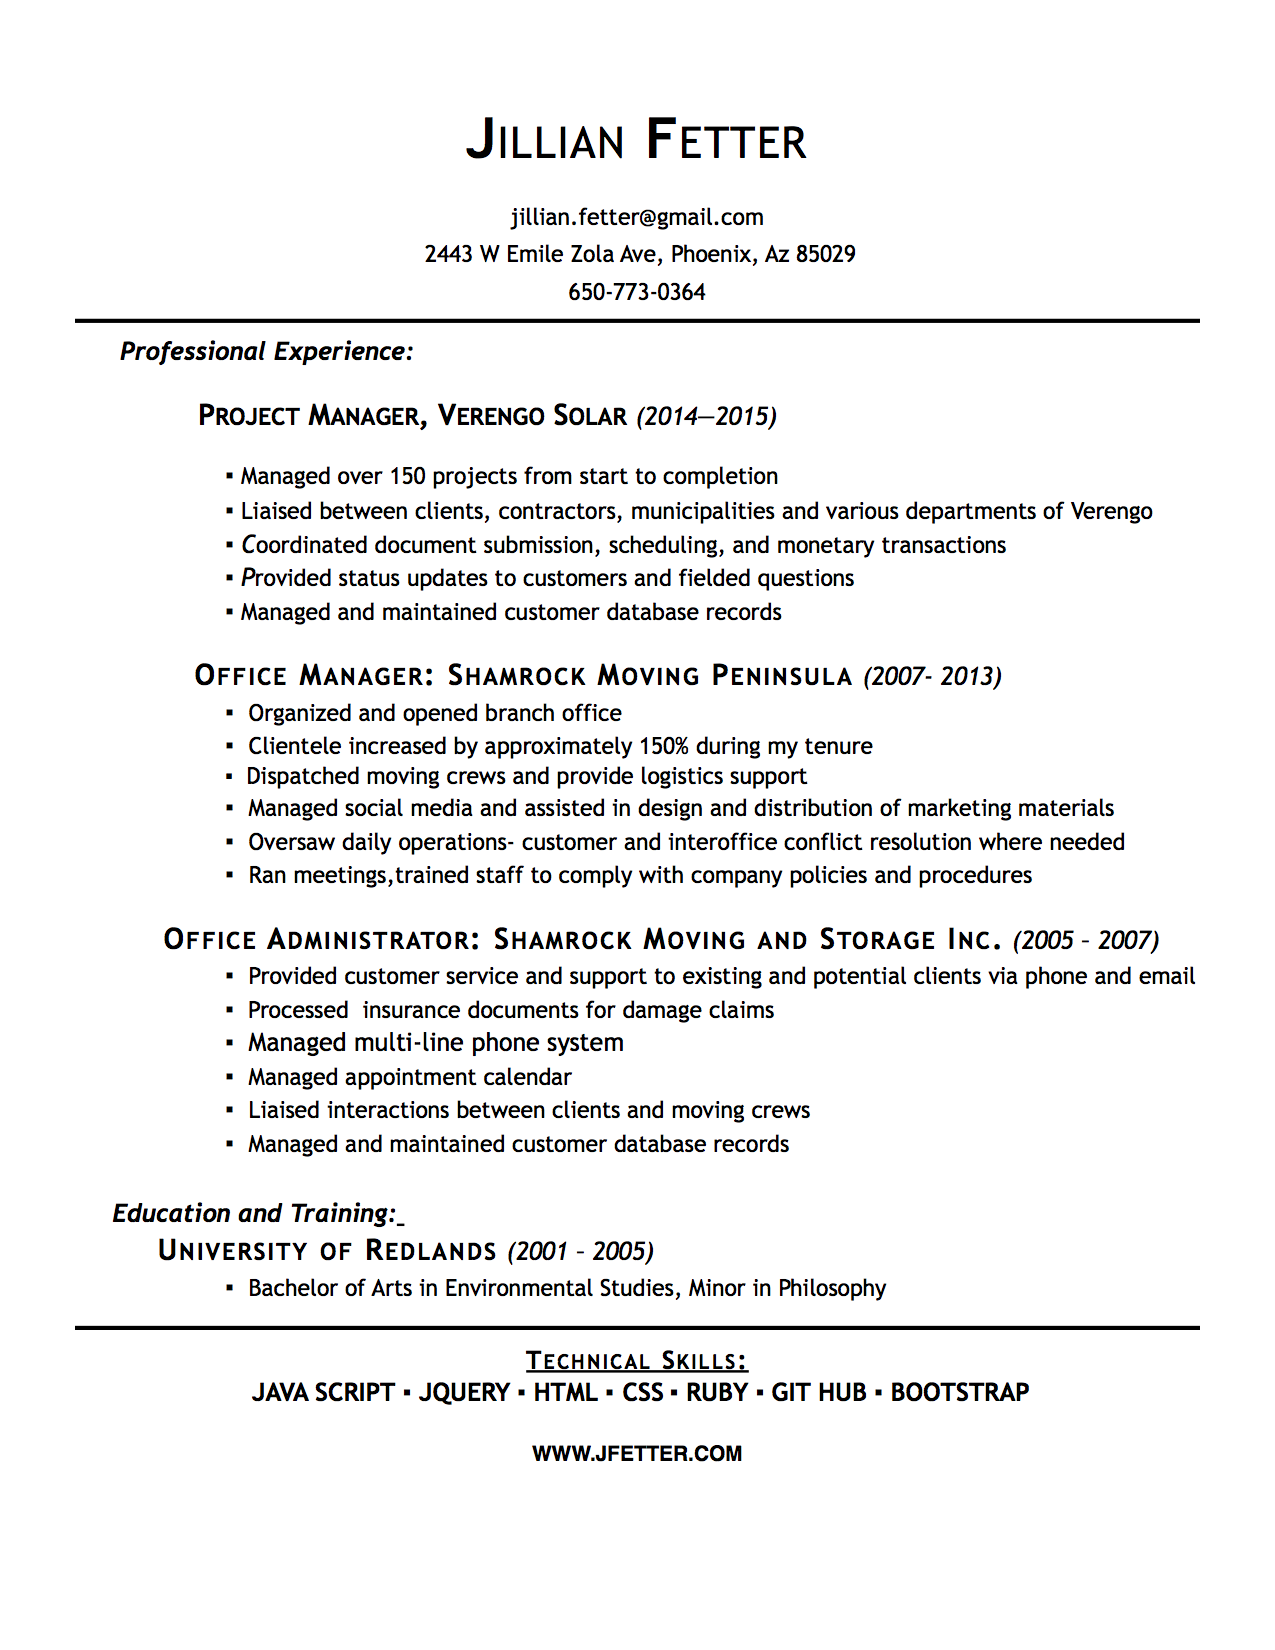 Jillian Fetter
jillian.fetter@gmail.com
2443 W Emile Zola Ave, Phoenix, Az 85029
650-773-0364
Professional Experience:
Project Manager, Verengo Solar (2014—2015)
▪ Managed over 150 projects from start to completion
▪ Liaised between clients, contractors, municipalities and various departments of Verengo
▪ Coordinated document submission, scheduling, and monetary transactions
▪ Provided status updates to customers and fielded questions
▪ Managed and maintained customer database records
Office Manager: Shamrock Moving Peninsula (2007- 2013)
▪ Organized and opened branch office
▪ Clientele increased by approximately 150% during my tenure
▪ Dispatched moving crews and provide logistics support
▪ Managed social media and assisted in design and distribution of marketing materials
▪ Oversaw daily operations- customer and interoffice conflict resolution where needed
▪ Ran meetings,trained staff to comply with company policies and procedures
Office Administrator: Shamrock Moving and Storage Inc. (2005 – 2007)
▪ Provided customer service and support to existing and potential clients via phone and email
▪ Processed  insurance documents for damage claims
▪ Managed multi-line phone system
▪ Managed appointment calendar
▪ Liaised interactions between clients and moving crews
▪ Managed and maintained customer database records
Education and Training:
University of Redlands (2001 – 2005)
▪ Bachelor of Arts in Environmental Studies, Minor in Philosophy
Technical Skills:
JAVA SCRIPT ▪ JQUERY ▪ HTML ▪ CSS ▪ RUBY ▪ GIT HUB ▪ BOOTSTRAP
WWW.JFETTER.COM